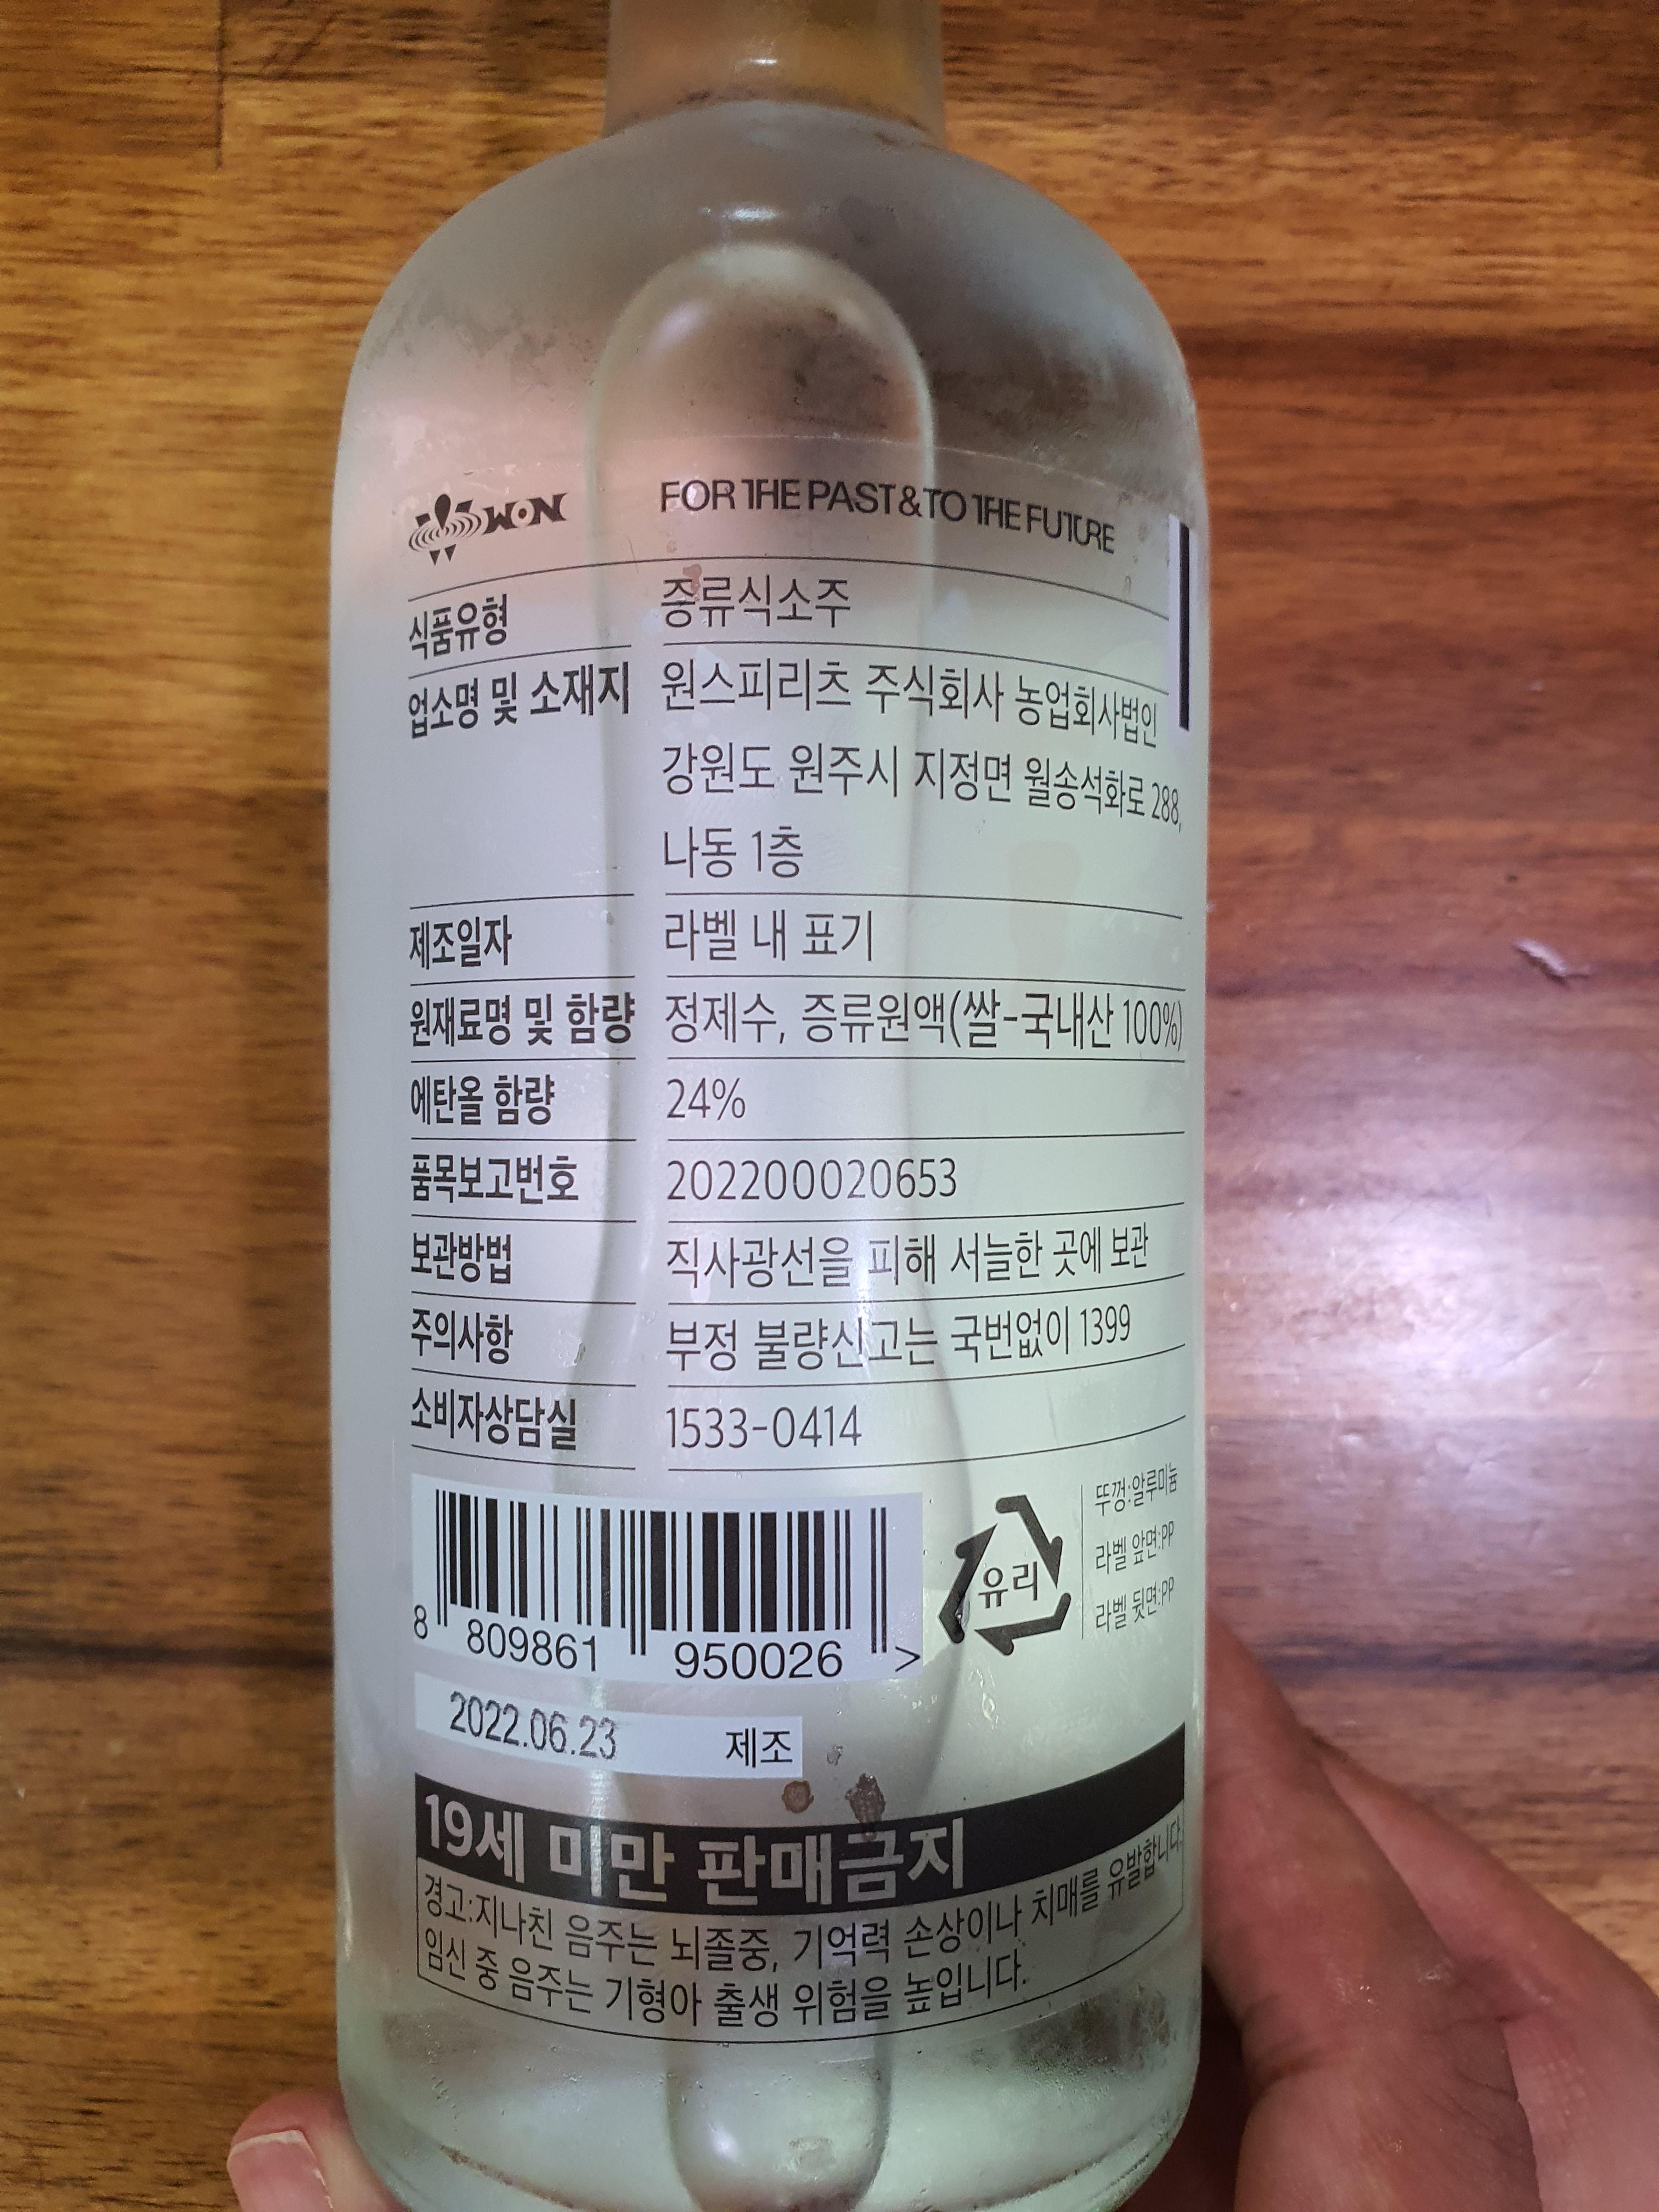 WON FOR THE PAST & TO THE FUTURE
식품유형 증류식소주
업소명 및 소재지 원스피리츠 주식회사 농업회사법인
강원도 원주시 지정면 월송석화로 288,
나동 1층
제조일자 라벨 내 표기
원재료명 및 함량 정제수, 증류원액(쌀-국내산 100%)
에탄올 함량 24%
품목보고번호 202200020653
보관방법 직사광선을 피해 서늘한 곳에 보관
주의사항 부정 불량신고는 국번없이 1399
소비자상담실 1533-0414
뚜껑:알루미늄
라벨 앞면:PP
라벨 뒷면:PP
유리
8 809861 950026 >
2022.06.23 제조
19세 미만 판매금지
경고:지나친 음주는 뇌졸중, 기억력 손상이나 치매를 유발합니다.
임신 중 음주는 기형아 출생 위험을 높입니다.